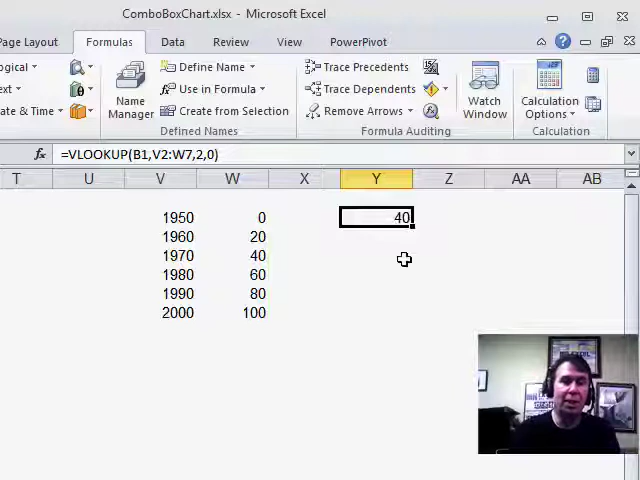 ComboBoxChart.xlsx - Microsoft Excel
Page Layout Formulas Data Review View PowerPivot
ogical Define Name Trace Precedents
ext Use in Formula Trace Dependents
ate & Time Create from Selection Remove Arrows
Name Manager
Watch Window
Calculation Options
Defined Names Formula Auditing Calculation
fx =VLOOKUP(B1,V2:W7,2,0)
T U V W X Y Z AA AB
1950 0 40
1960 20
1970 40
1980 60
1990 80
2000 100